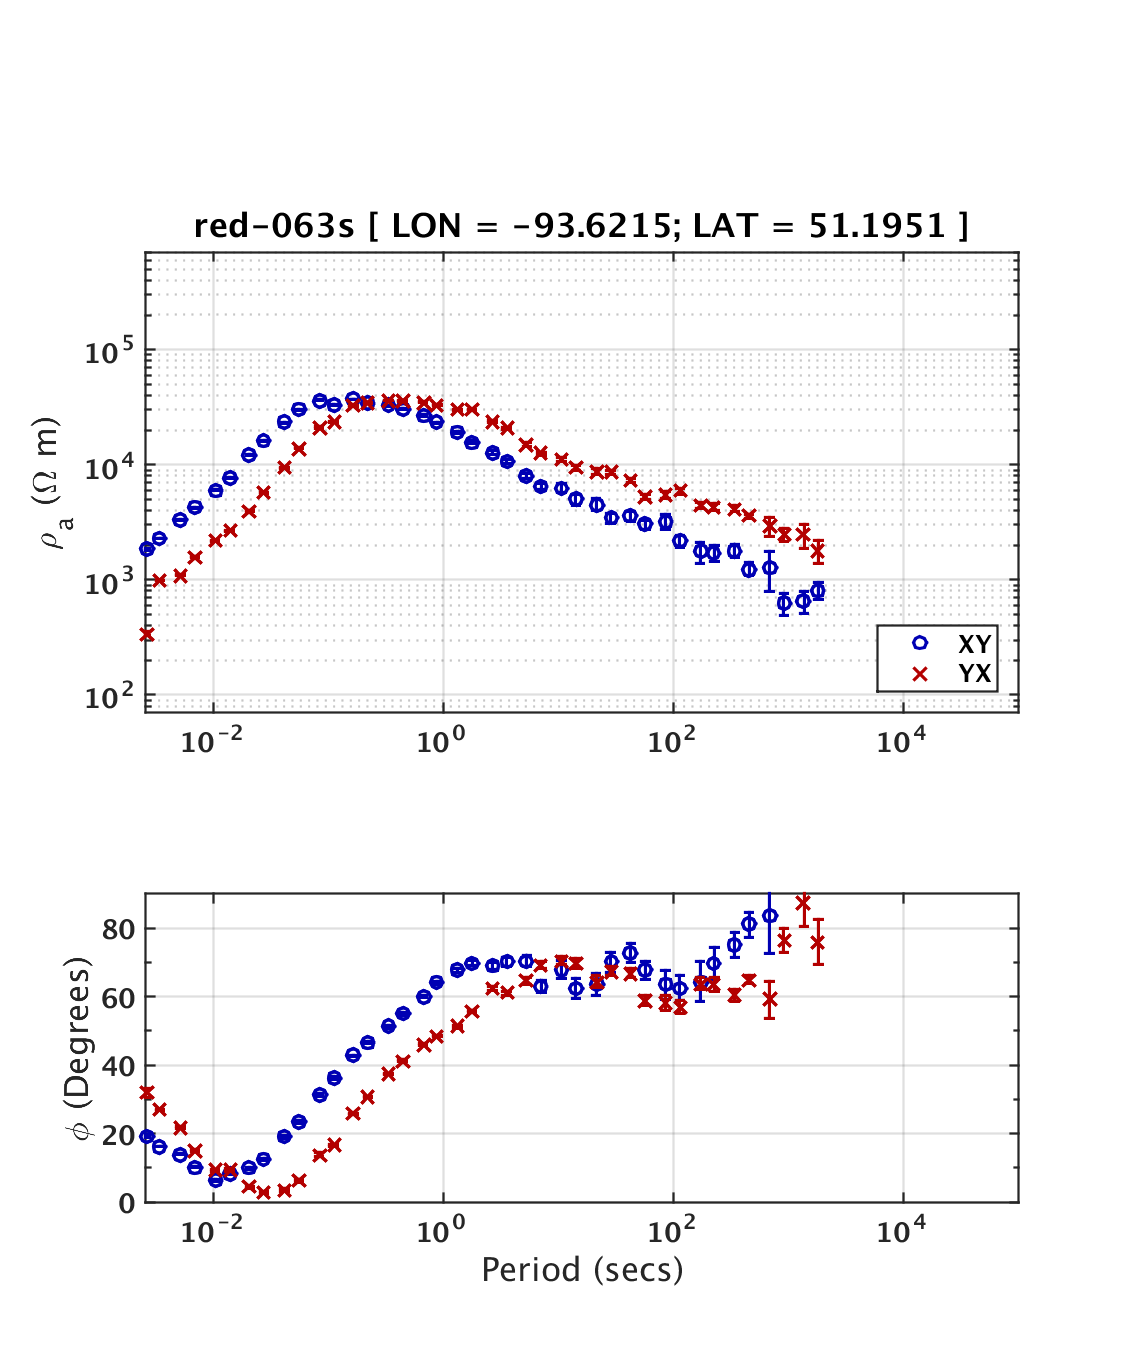 red-063s [ LON = -93.6215; LAT = 51.1951 ]
ρa (Ω m)
10^5
10^4
10^3
10^2
XY
YX
10^-2 10^0 10^2 10^4
φ (Degrees)
80
60
40
20
0
10^-2 10^0 10^2 10^4
Period (secs)